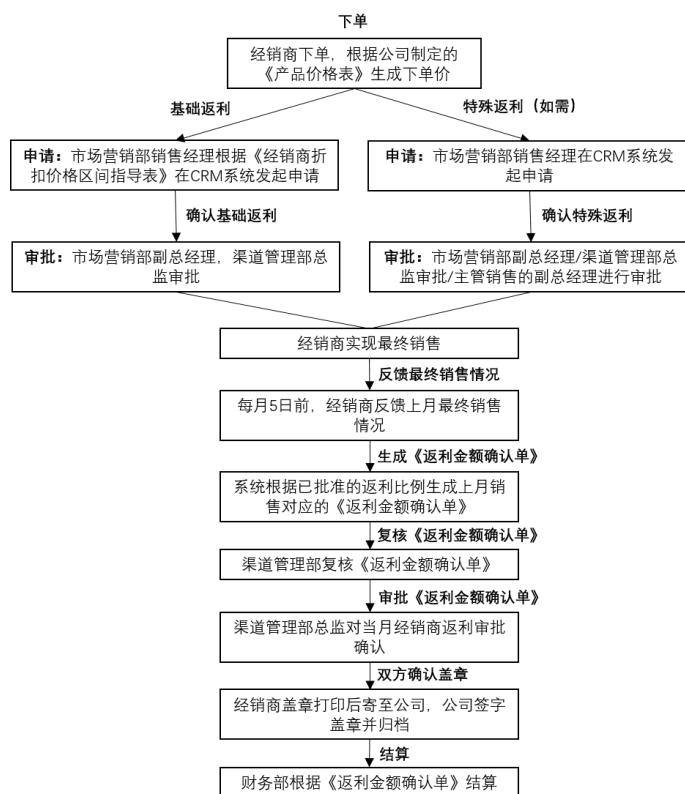 下单
经销商下单，根据公司制定的
《产品价格表》生成下单价
基础返利
特殊返利（如需）
申请：市场营销部销售经理根据《经销商折
扣价格区间指导表》在CRM系统发起申请
申请：市场营销部销售经理在CRM系统发
起申请
确认基础返利
确认特殊返利
审批：市场营销部副总经理，渠道管理部总
监审批
审批：市场营销部副总经理/渠道管理部总
监审批/主管销售的副总经理进行审批
经销商实现最终销售
反馈最终销售情况
每月5日前，经销商反馈上月最终销售
情况
生成《返利金额确认单》
系统根据已批准的返利比例生成上月销
售对应的《返利金额确认单》
复核《返利金额确认单》
渠道管理部复核《返利金额确认单》
审批《返利金额确认单》
渠道管理部总监对当月经销商返利审批
确认
双方确认盖章
经销商盖章打印后寄至公司，公司签字
盖章并归档
结算
财务部根据《返利金额确认单》结算